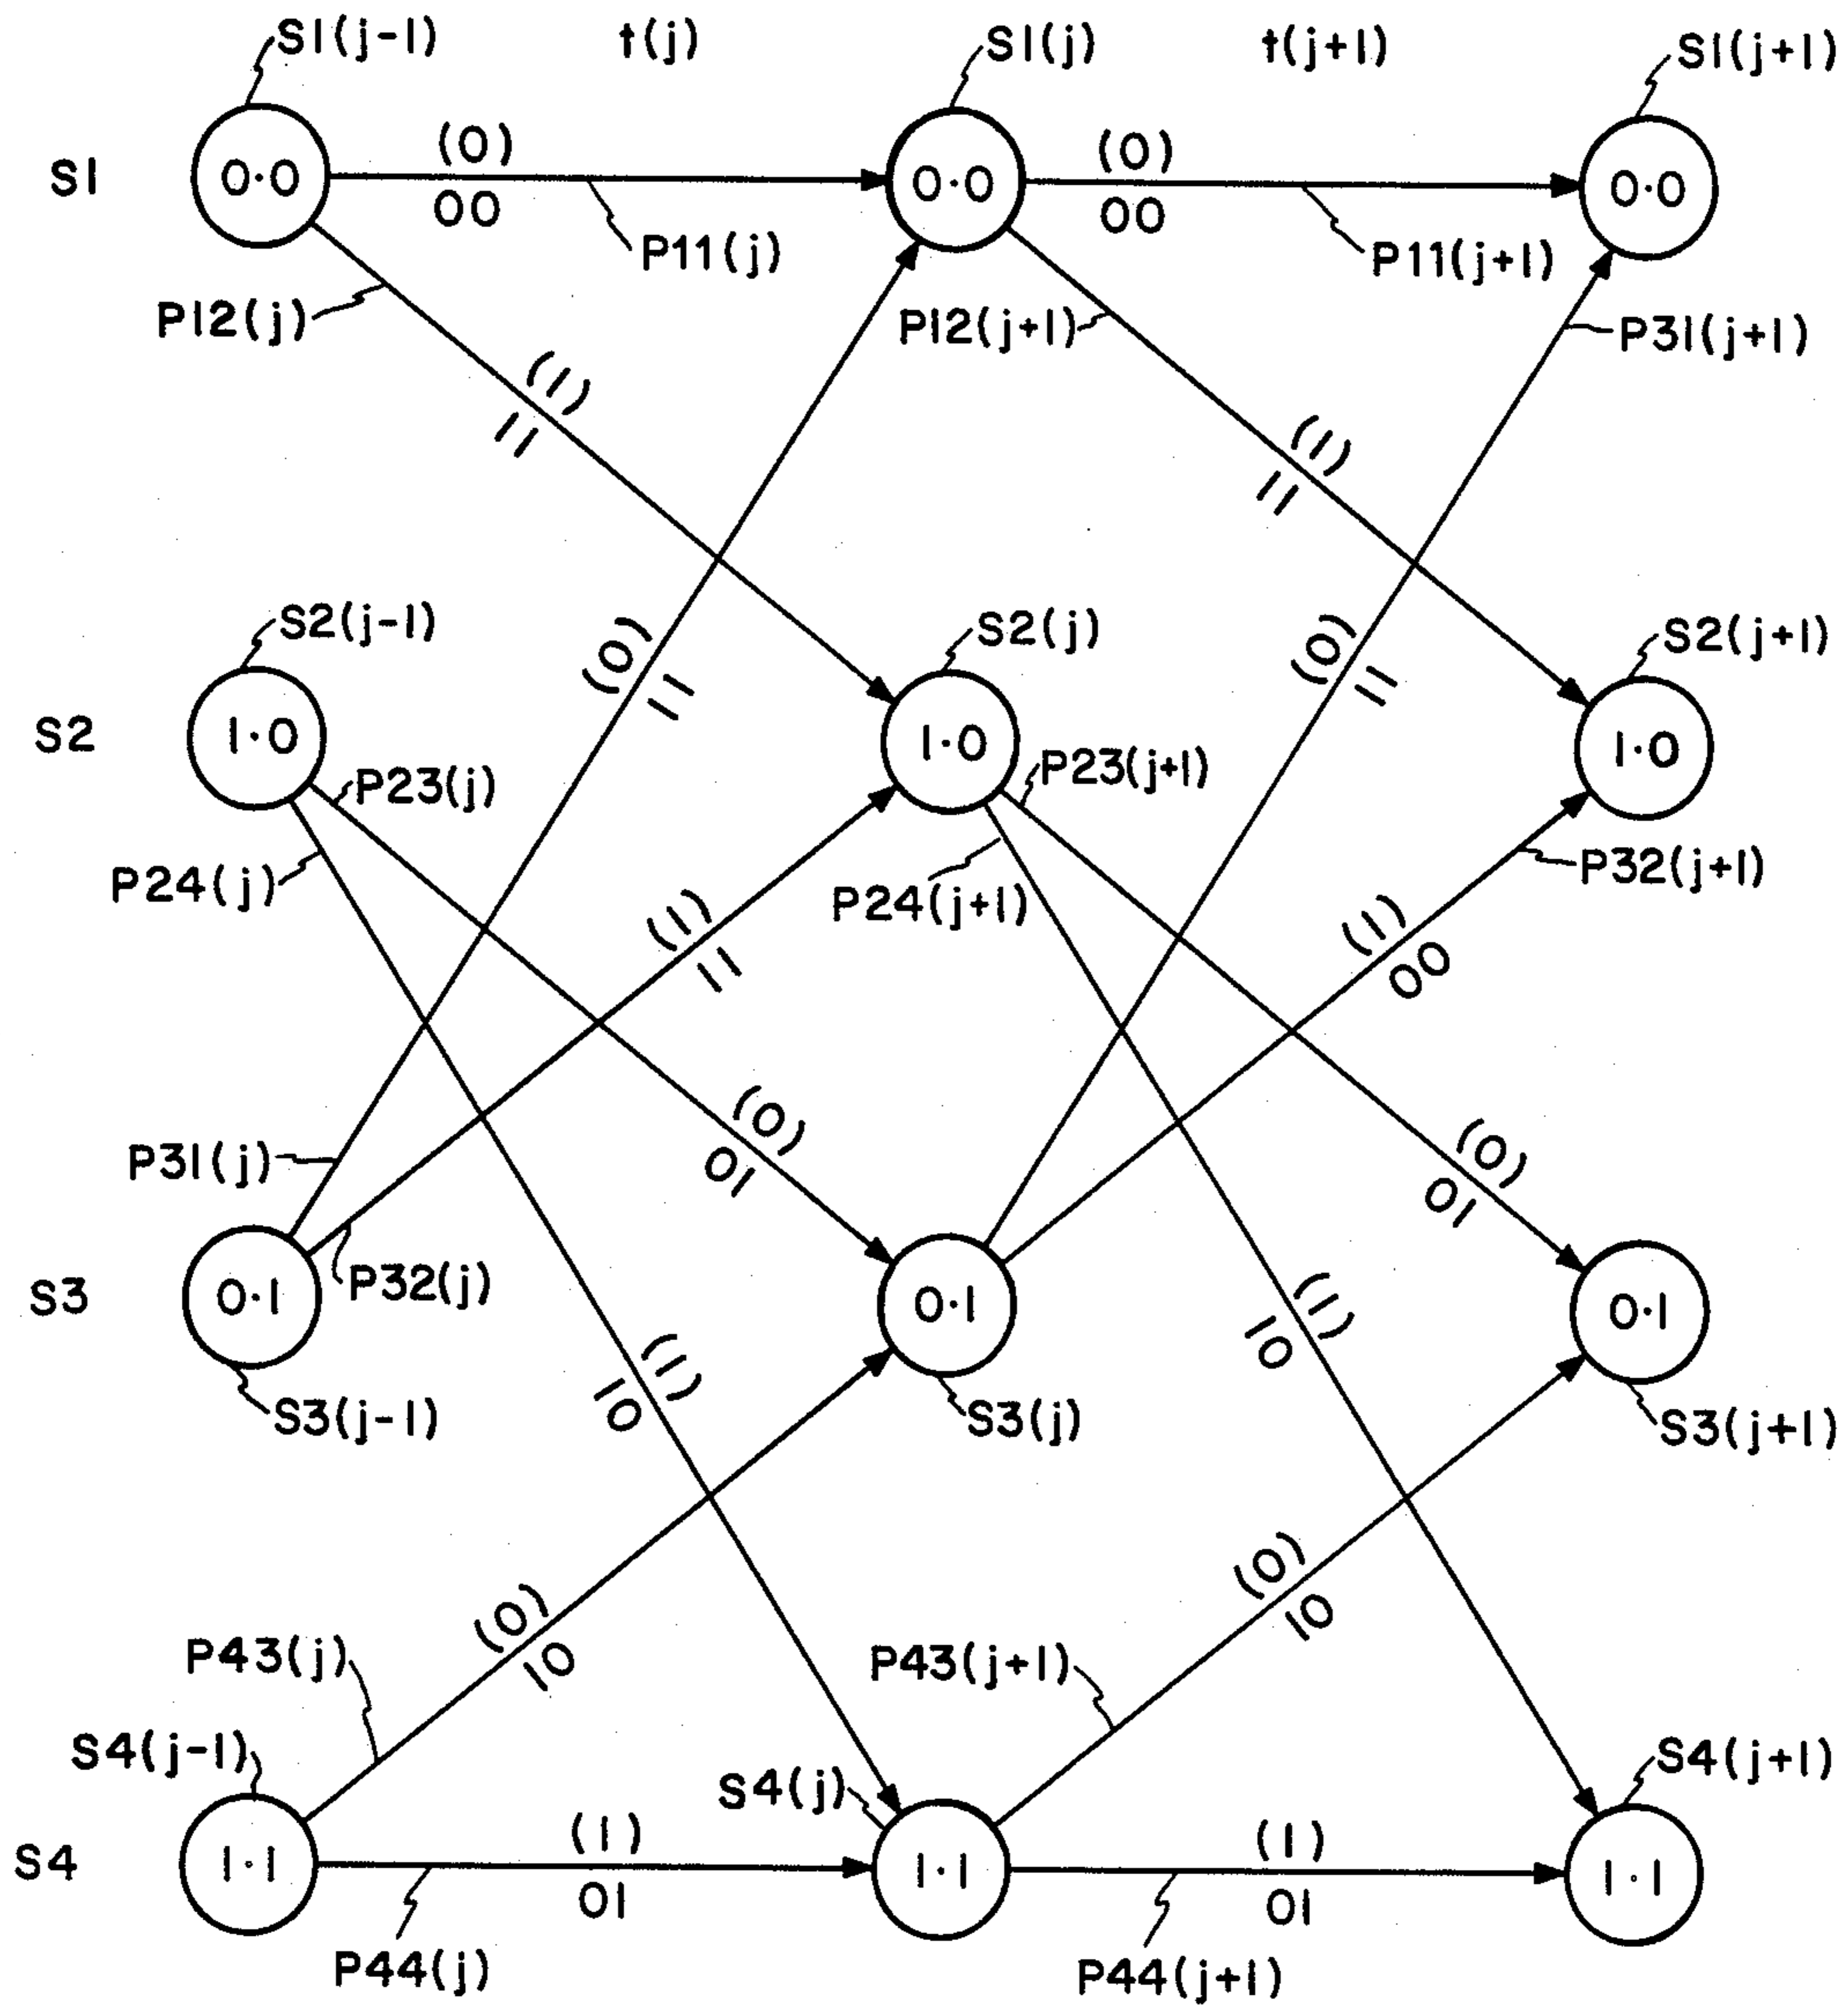 S1(j-1) t(j) S1(j) t(j+1) S1(j+1)
S1 0·0 (0) 0·0 (0) 0·0
00 00
P11(j) P11(j+1)
P12(j) P12(j+1) P31(j+1)
(1) (1)
11 11
S2(j-1) (0) S2(j) (0) S2(j+1)
11 11
S2 1·0 1·0 1·0
P23(j) P23(j+1)
P24(j) P24(j+1) P32(j+1)
(1) (1)
11 00
(0) (0)
P31(j) 01 01
S3 0·1 0·1 0·1
P32(j)
(1) (1)
10 10
S3(j-1) S3(j) S3(j+1)
(0) (0)
10 10
P43(j) P43(j+1)
S4(j-1) S4(j) S4(j+1)
S4 1·1 (1) 1·1 (1) 1·1
01 01
P44(j) P44(j+1)